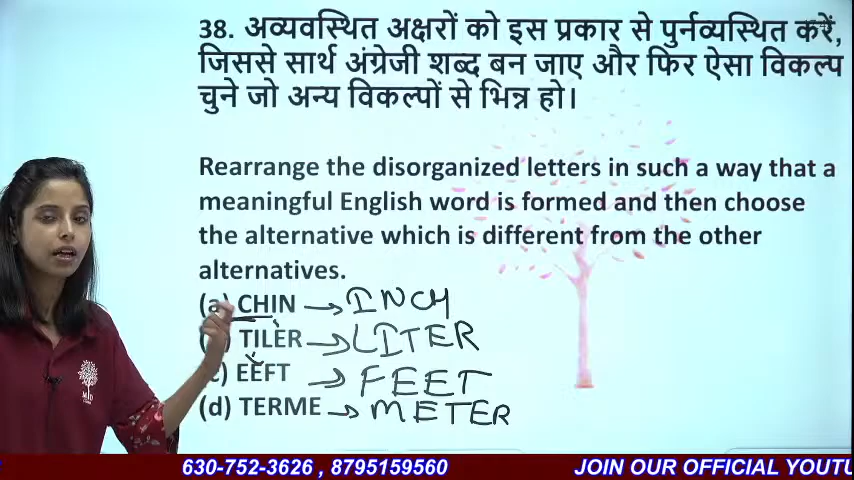 38. अव्यवस्थित अक्षरों को इस प्रकार से पुर्नव्यस्थित करें,
जिससे सार्थ अंग्रेजी शब्द बन जाए और फिर ऐसा विकल्प
चुने जो अन्य विकल्पों से भिन्न हो।
Rearrange the disorganized letters in such a way that a
meaningful English word is formed and then choose
the alternative which is different from the other
alternatives.
(a) CHIN → INCH
TILER → LITER
) EEFT → FEET
(d) TERME → METER
630-752-3626 , 8795159560 JOIN OUR OFFICIAL YOUTU